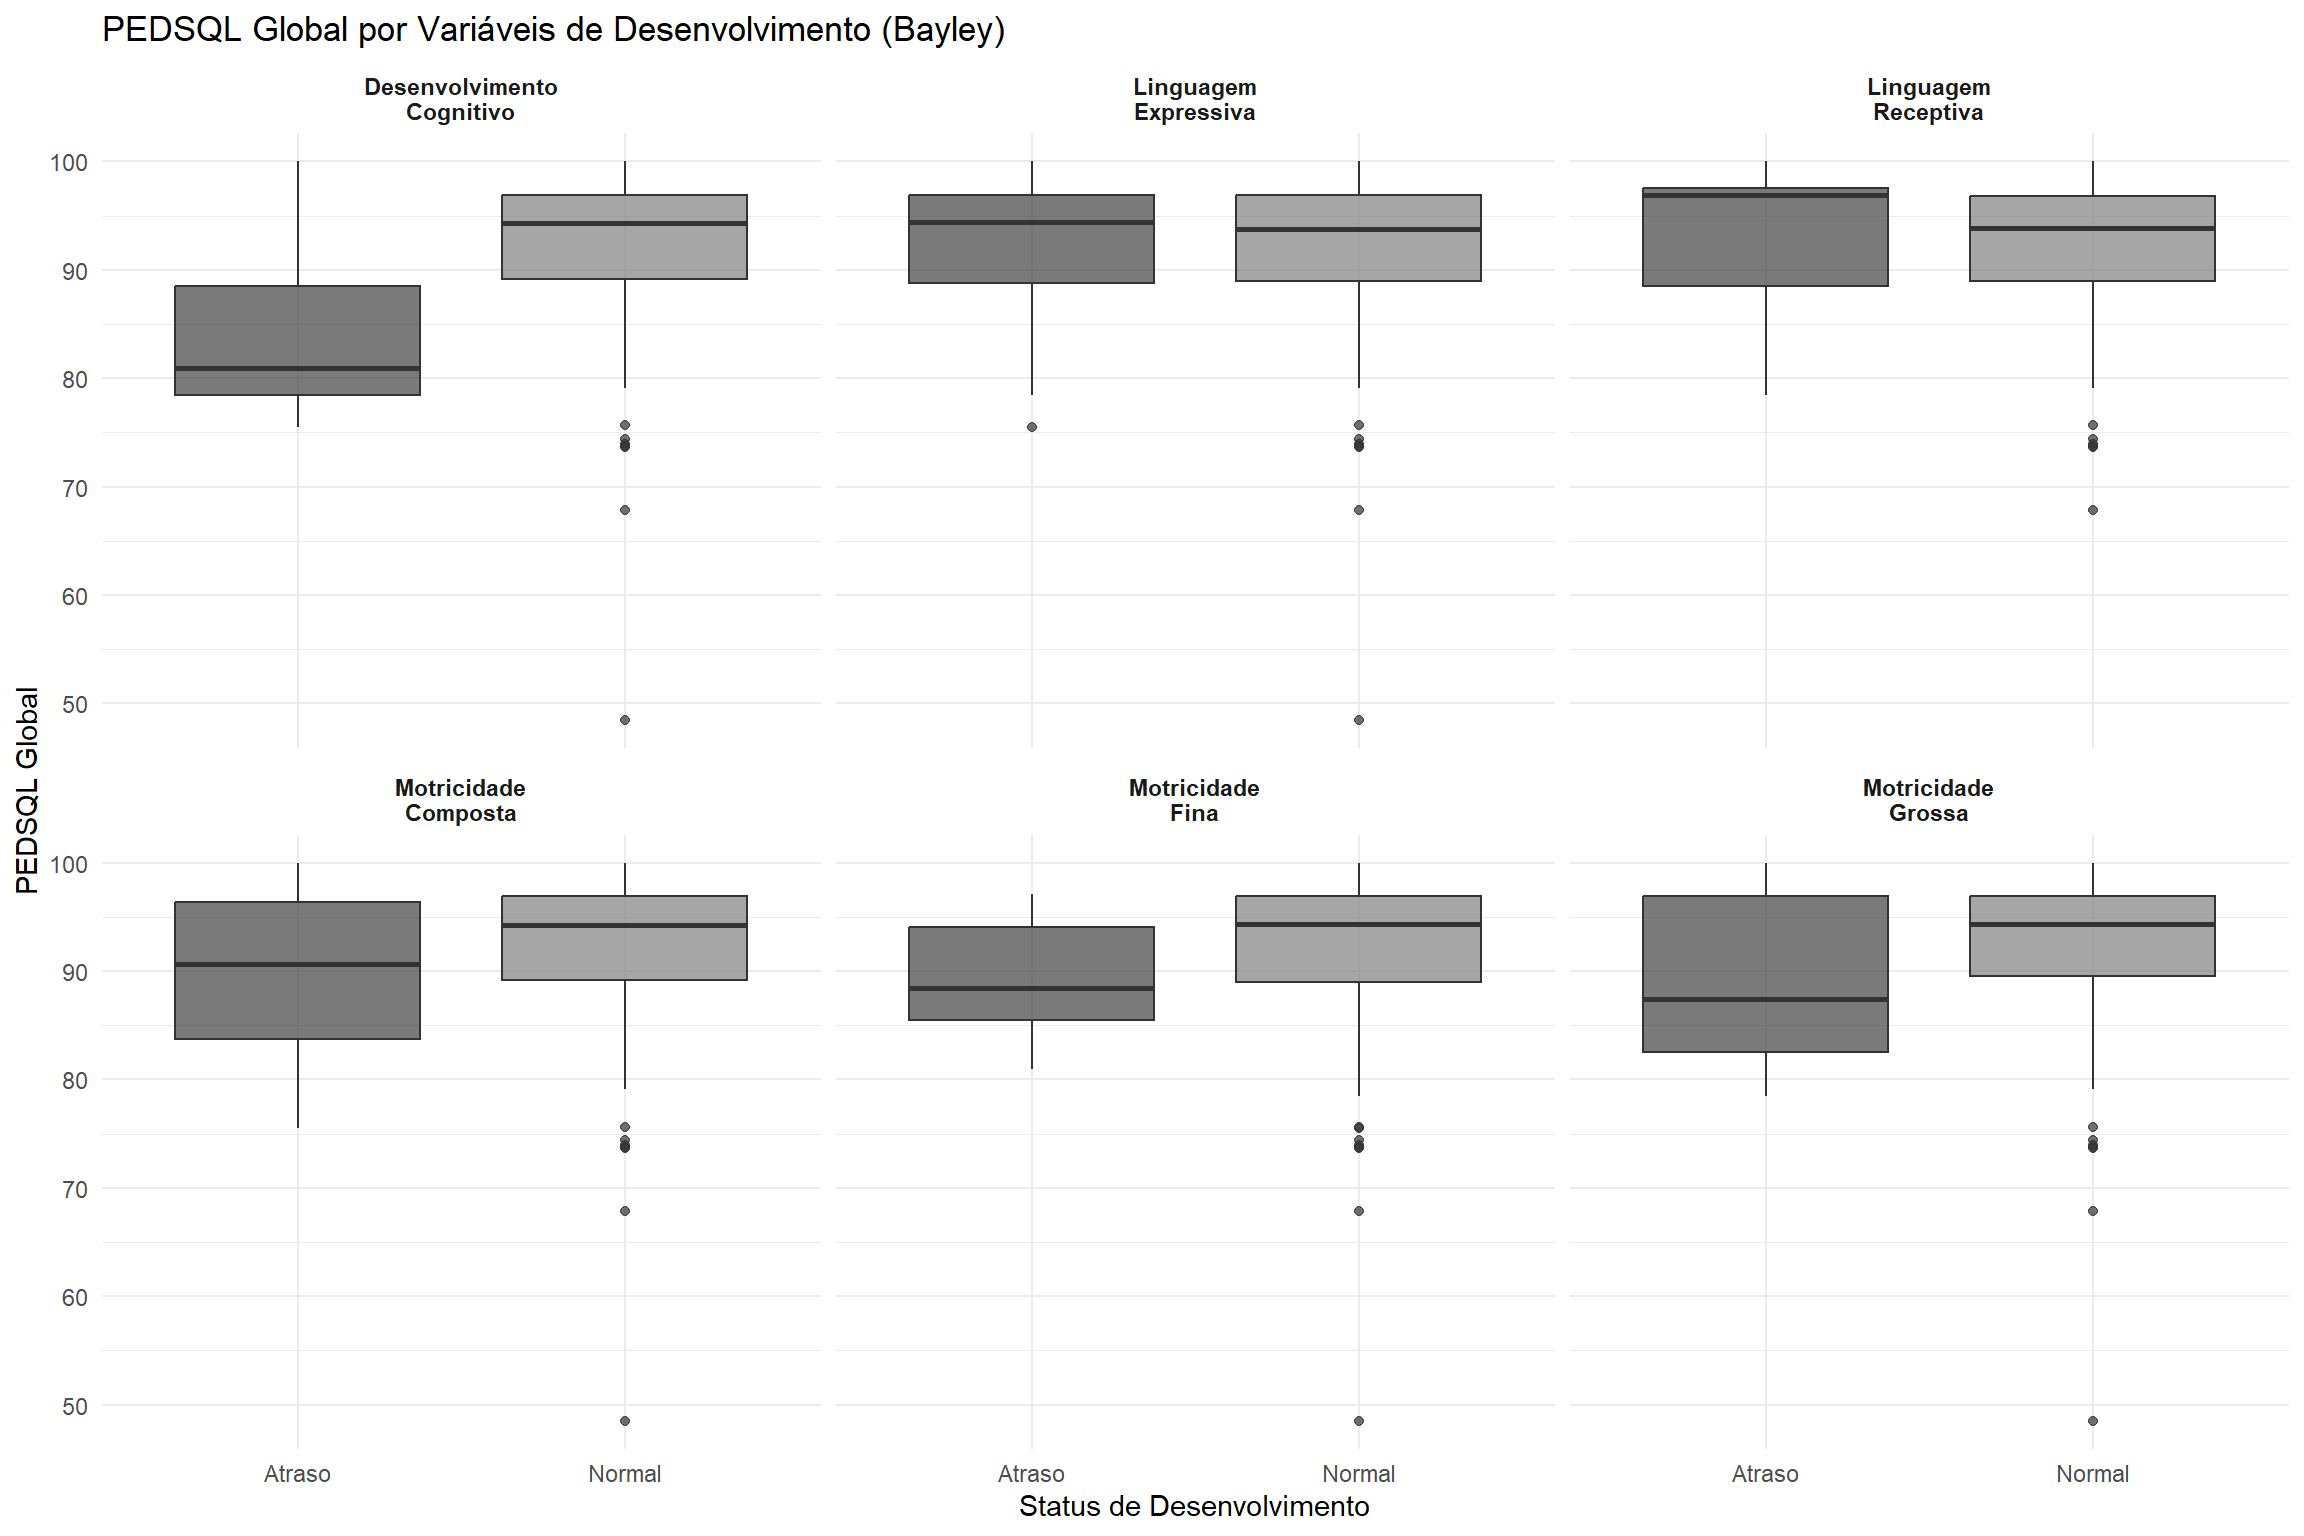 PEDSQL Global por Variáveis de Desenvolvimento (Bayley)
Desenvolvimento
Cognitivo
Linguagem
Expressiva
Linguagem
Receptiva
100
90
80
70
60
50
PEDSQL Global
Motricidade
Composta
Motricidade
Fina
Motricidade
Grossa
100
90
80
70
60
50
Atraso
Normal
Atraso
Normal
Atraso
Normal
Status de Desenvolvimento